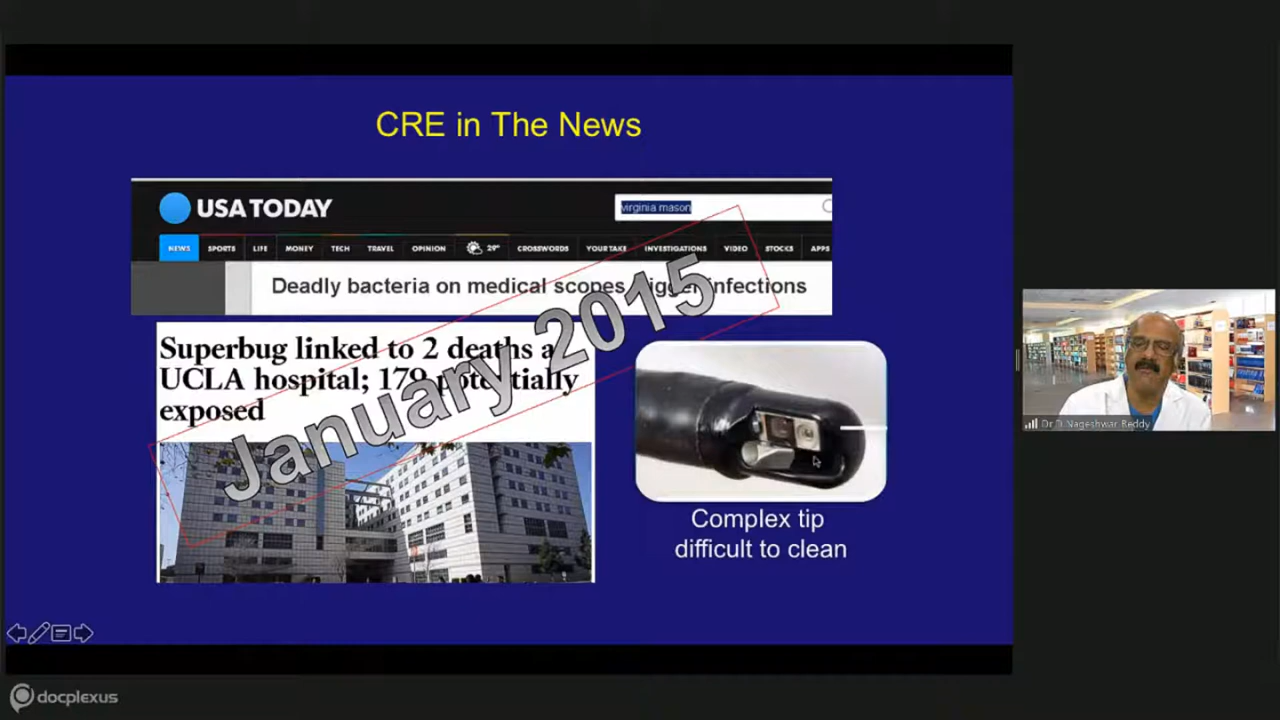 CRE in The News
USA TODAY
virginia mason
NEWS SPORTS LIFE MONEY TECH TRAVEL OPINION 29° CROSSWORDS YOUR TAKE INVESTIGATIONS VIDEO STOCKS APPS
Deadly bacteria on medical scopes infections
January 2015
Superbug linked to 2 deaths a
UCLA hospital; 179 potentially
exposed
Complex tip
difficult to clean
Dr D Nageshwar Reddy
docplexus